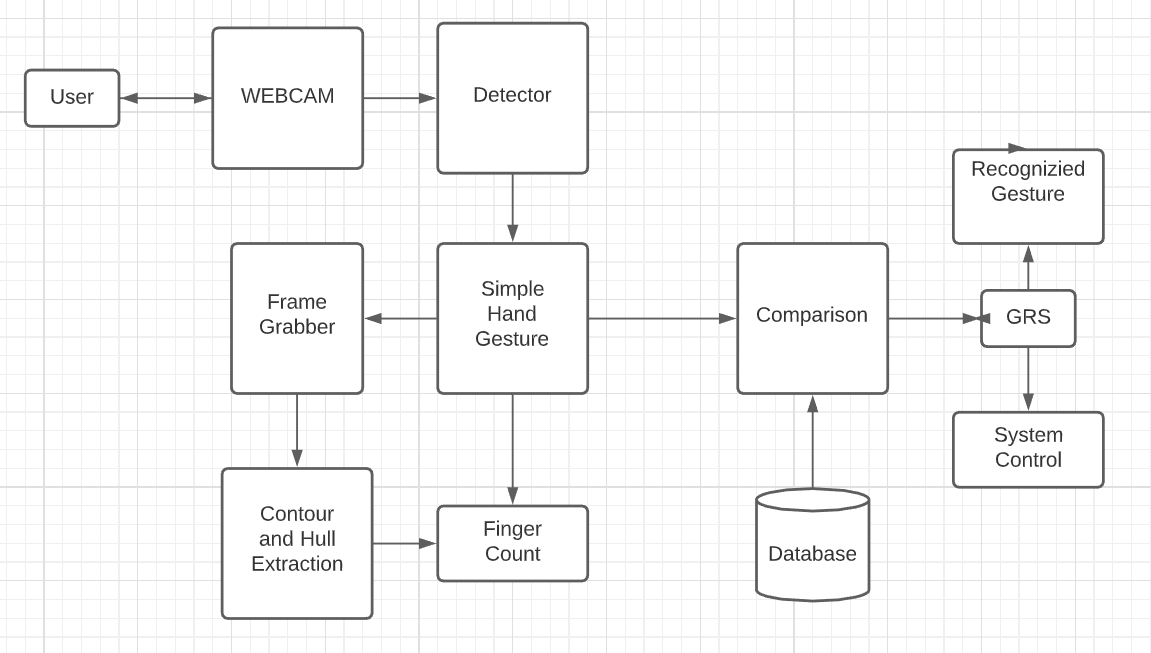 User
WEBCAM
Detector
Recognizied
Gesture
Frame
Grabber
Simple
Hand
Gesture
Comparison
GRS
System
Control
Contour
and Hull
Extraction
Finger
Count
Database